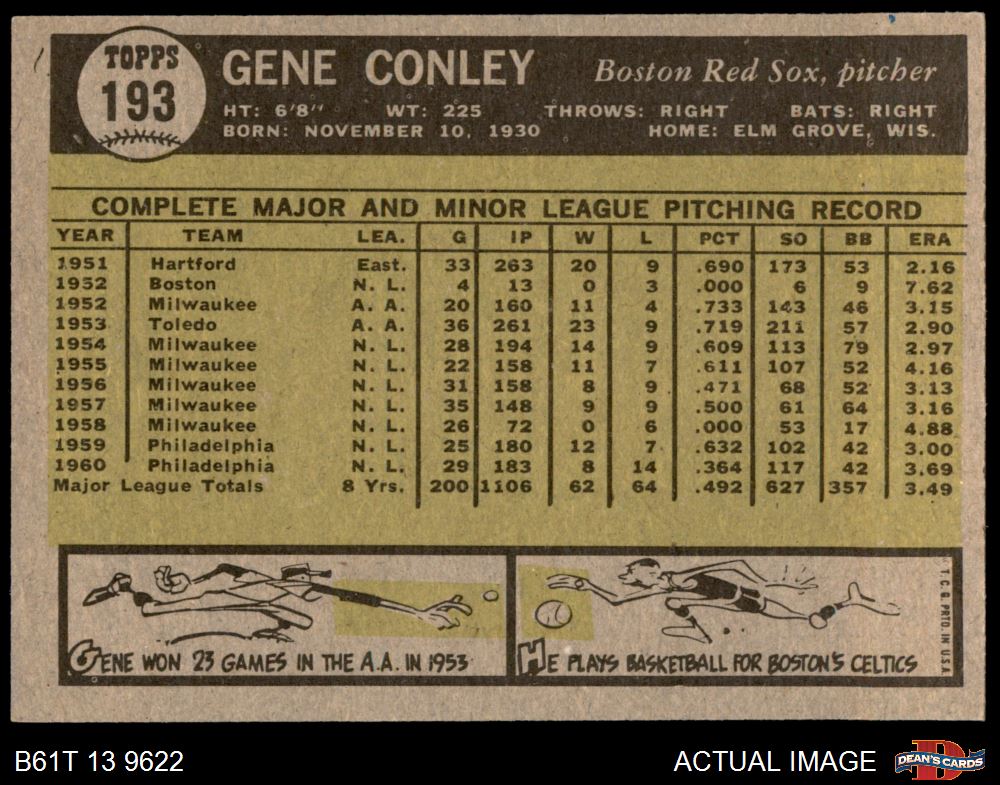 TOPPS
193
GENE CONLEY
Boston Red Sox, pitcher
HT: 6'8" WT: 225 THROWS: RIGHT BATS: RIGHT
BORN: NOVEMBER 10, 1930 HOME: ELM GROVE, WIS.
COMPLETE MAJOR AND MINOR LEAGUE PITCHING RECORD
YEAR TEAM LEA. G IP W L PCT SO BB ERA
1951 Hartford East. 33 263 20 9 .690 173 53 2.16
1952 Boston N. L. 4 13 0 3 .000 6 9 7.62
1952 Milwaukee A. A. 20 160 11 4 .733 143 46 3.15
1953 Toledo A. A. 36 261 23 9 .719 211 57 2.90
1954 Milwaukee N. L. 28 194 14 9 .609 113 79 2.97
1955 Milwaukee N. L. 22 158 11 7 .611 107 52 4.16
1956 Milwaukee N. L. 31 158 8 9 .471 68 52 3.13
1957 Milwaukee N. L. 35 148 9 9 .500 61 64 3.16
1958 Milwaukee N. L. 26 72 0 6 .000 53 17 4.88
1959 Philadelphia N. L. 25 180 12 7 .632 102 42 3.00
1960 Philadelphia N. L. 29 183 8 14 .364 117 42 3.69
Major League Totals 8 Yrs. 200 1106 62 64 .492 627 357 3.49
GENE WON 23 GAMES IN THE A.A. IN 1953
HE PLAYS BASKETBALL FOR BOSTON'S CELTICS
T. C. G. PRTD. IN U.S.A.
B61T 13 9622
ACTUAL IMAGE
DEAN'S CARDS